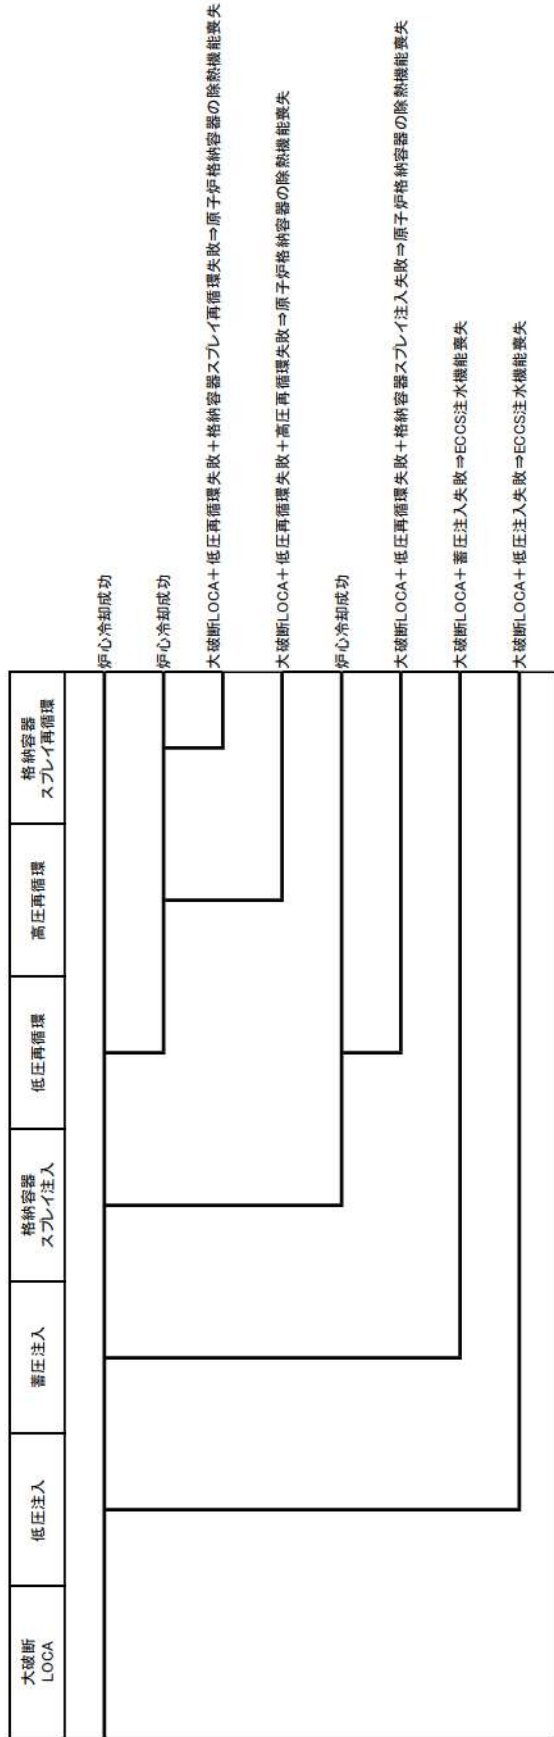 大破断
LOCA
低圧注入
蓄圧注入
格納容器
スプレイ注入
低圧再循環
高圧再循環
格納容器
スプレイ再循環
炉心冷却成功
炉心冷却成功
大破断LOCA+低圧再循環失敗+格納容器スプレイ再循環失敗⇒原子炉格納容器の除熱機能喪失
大破断LOCA+低圧再循環失敗+高圧再循環失敗⇒原子炉格納容器の除熱機能喪失
炉心冷却成功
大破断LOCA+低圧再循環失敗+格納容器スプレイ注入失敗⇒原子炉格納容器の除熱機能喪失
大破断LOCA+蓄圧注入失敗⇒ECCS注水機能喪失
大破断LOCA+低圧注入失敗⇒ECCS注水機能喪失